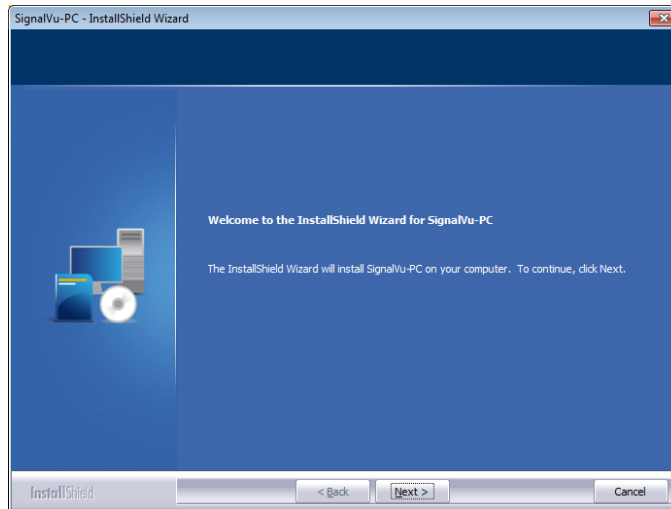 SignalVu-PC - InstallShield Wizard
Welcome to the InstallShield Wizard for SignalVu-PC
The InstallShield Wizard will install SignalVu-PC on your computer. To continue, click Next.
InstallShield
< Back Next > Cancel